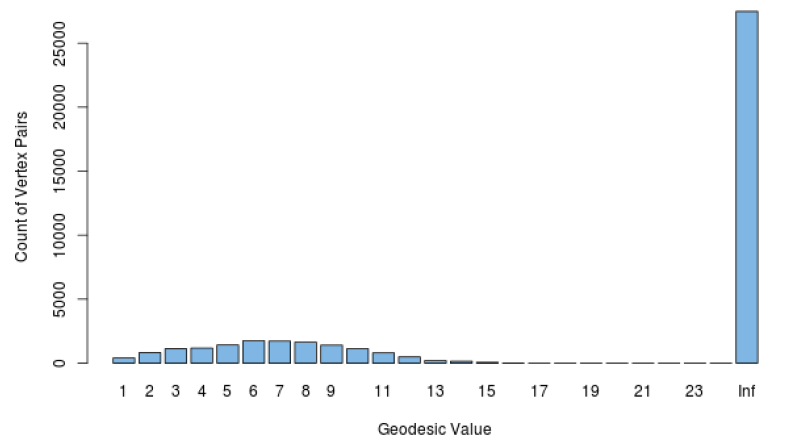 Count of Vertex Pairs
25000
20000
15000
10000
5000
0
1 2 3 4 5 6 7 8 9 11 13 15 17 19 21 23 Inf
Geodesic Value